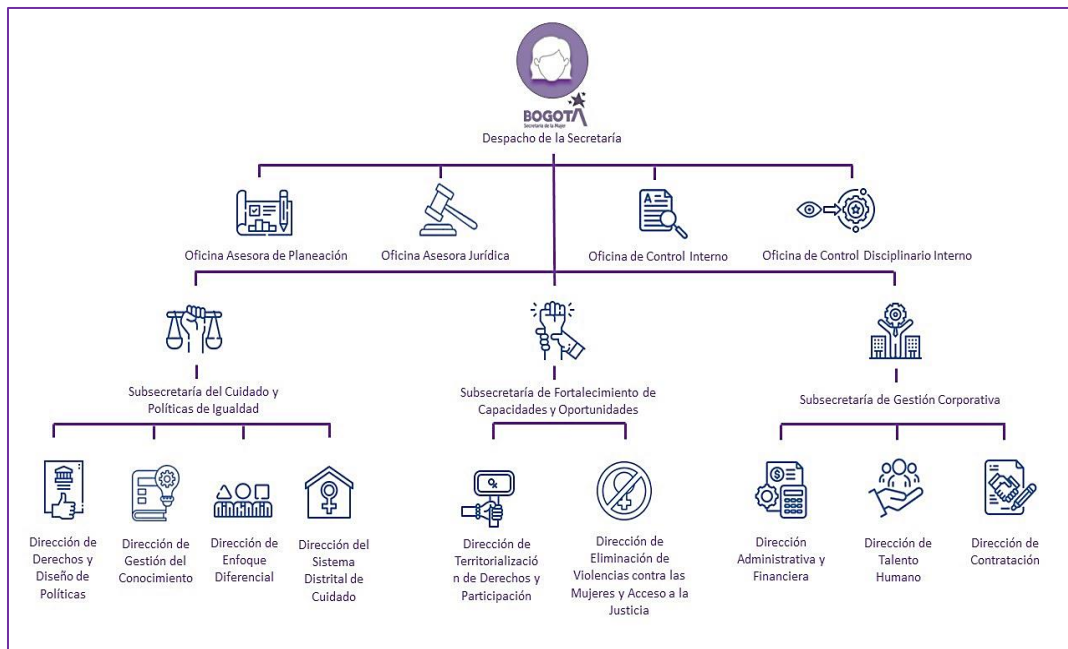 BOGOTA
Secretaría de la Mujer
Despacho de la Secretaría
Oficina Asesora de Planeación
Oficina Asesora Jurídica
Oficina de Control Interno
Oficina de Control Disciplinario Interno
Subsecretaría del Cuidado y
Políticas de Igualdad
Subsecretaría de Fortalecimiento de
Capacidades y Oportunidades
Subsecretaría de Gestión Corporativa
Dirección de
Derechos y
Diseño de
Políticas
Dirección de
Gestión del
Conocimiento
Dirección de
Enfoque
Diferencial
Dirección del
Sistema
Distrital de
Cuidado
Dirección de
Territorializació
n de Derechos y
Participación
Dirección de
Eliminación de
Violencias contra las
Mujeres y Acceso a la
Justicia
Dirección
Administrativa y
Financiera
Dirección de
Talento
Humano
Dirección de
Contratación